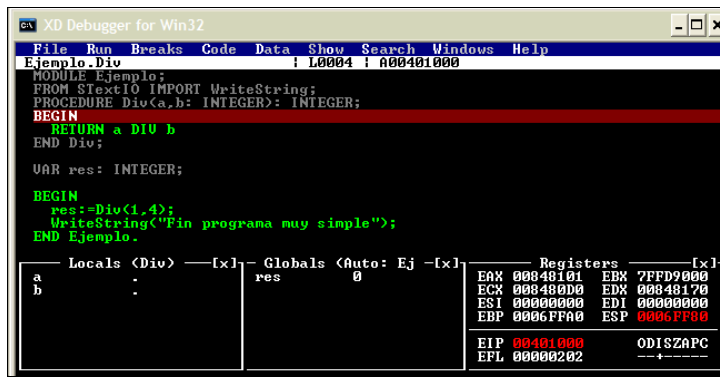 XD Debugger for Win32
File Run Breaks Code Data Show Search Windows Help
Ejemplo.Div ¦ L0004 ¦ A00401000
MODULE Ejemplo;
FROM STextIO IMPORT WriteString;
PROCEDURE Div(a,b: INTEGER): INTEGER;
BEGIN
RETURN a DIV b
END Div;
VAR res: INTEGER;
BEGIN
res:=Div(1,4);
WriteString("Fin programa muy simple");
END Ejemplo.
Locals (Div) [x] Globals (Auto: Ej [x] Registers [x]
a . res 0 EAX 00848101 EBX 7FFD9000
b . ECX 008480D0 EDX 00848170
ESI 00000000 EDI 00000000
EBP 0006FFA0 ESP 0006FF80
EIP 00401000 ODISZAPC
EFL 00000202 --+-----